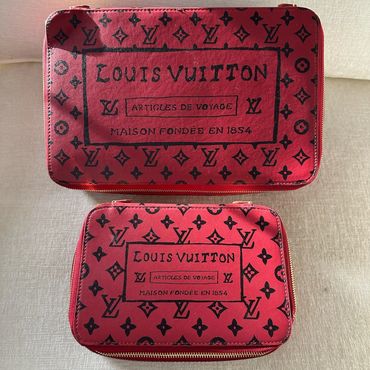 LOUIS VUITTON
ARTICLES DE VOYAGE
MAISON FONDÉE EN 1854
LOUIS VUITTON
ARTICLES DE VOYAGE
MAISON FONDÉE EN 1854